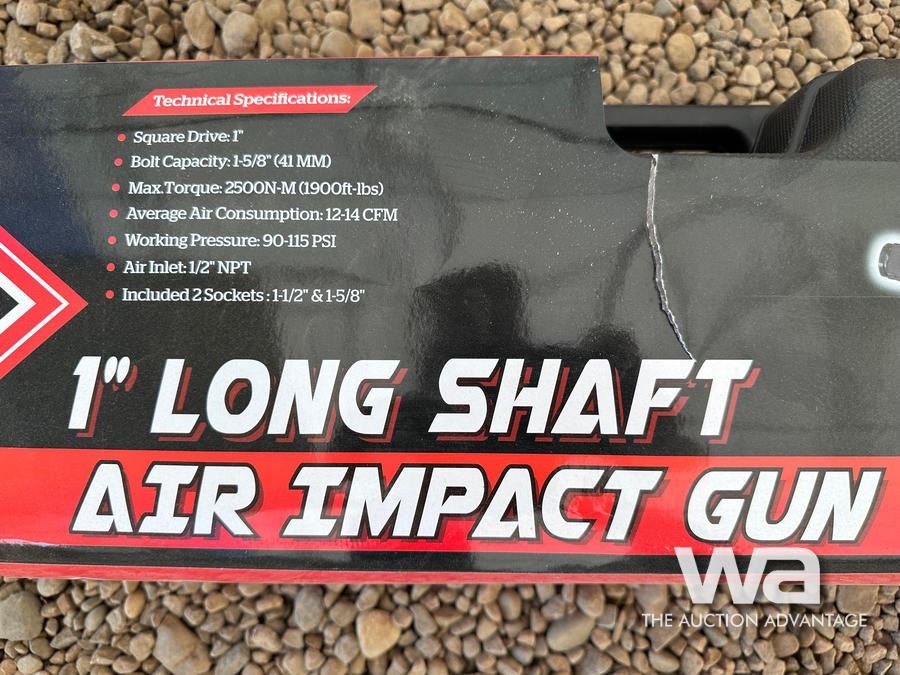 Technical Specifications:
Square Drive: 1"
Bolt Capacity: 1-5/8" (41 MM)
Max.Torque: 2500N-M (1900ft-lbs)
Average Air Consumption: 12-14 CFM
Working Pressure: 90-115 PSI
Air Inlet: 1/2" NPT
Included 2 Sockets : 1-1/2" & 1-5/8"
1" LONG SHAFT
AIR IMPACT GUN
wa
THE AUCTION ADVANTAGE